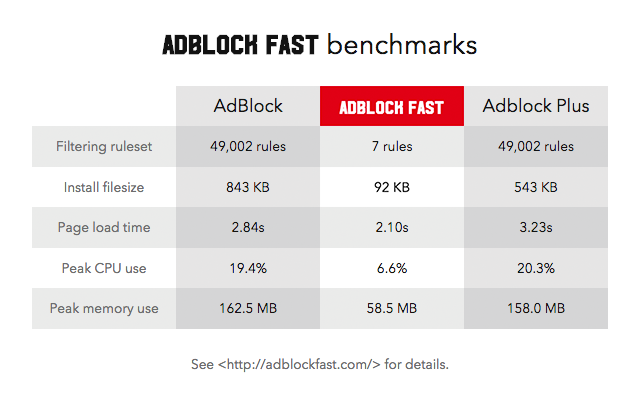 ADBLOCK FAST benchmarks
AdBlock ADBLOCK FAST Adblock Plus
Filtering ruleset 49,002 rules 7 rules 49,002 rules
Install filesize 843 KB 92 KB 543 KB
Page load time 2.84s 2.10s 3.23s
Peak CPU use 19.4% 6.6% 20.3%
Peak memory use 162.5 MB 58.5 MB 158.0 MB
See <http://adblockfast.com/> for details.